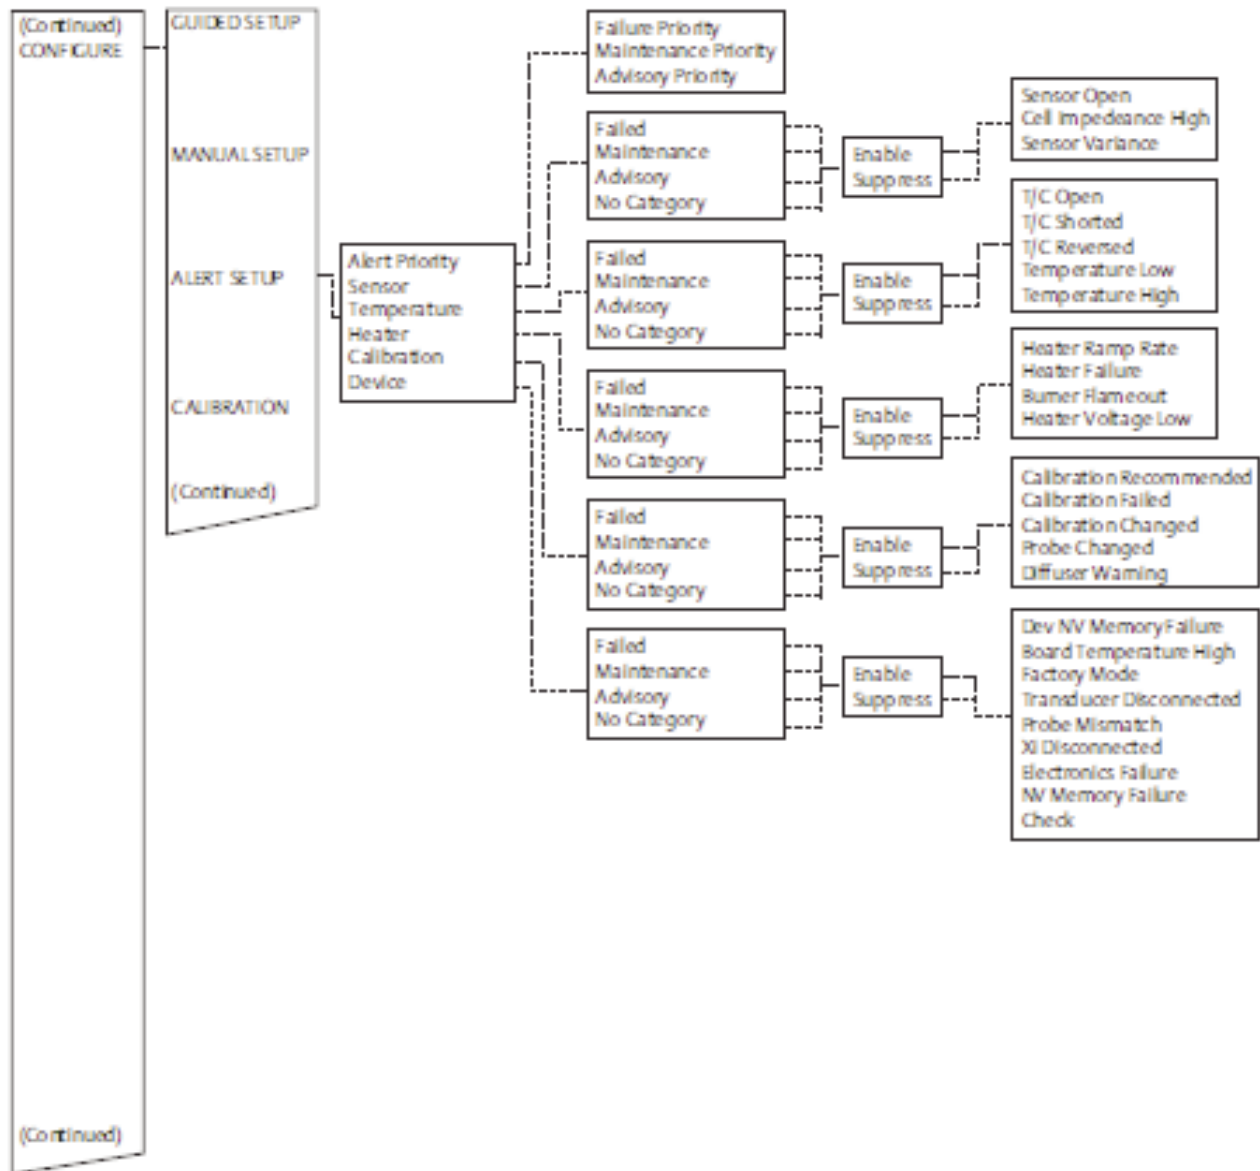 (Continued)
CONFIGURE
GUIDED SETUP
MANUAL SETUP
ALERT SETUP
CALIBRATION
(Continued)
Alert Priority
Sensor
Temperature
Heater
Calibration
Device
Failure Priority
Maintenance Priority
Advisory Priority
Failed
Maintenance
Advisory
No Category
Enable
Suppress
Sensor Open
Cell Impedeance High
Sensor Variance
Failed
Maintenance
Advisory
No Category
Enable
Suppress
T/C Open
T/C Shorted
T/C Reversed
Temperature Low
Temperature High
Failed
Maintenance
Advisory
No Category
Enable
Suppress
Heater Ramp Rate
Heater Failure
Burner Flameout
Heater Voltage Low
Failed
Maintenance
Advisory
No Category
Enable
Suppress
Calibration Recommended
Calibration Failed
Calibration Changed
Probe Changed
Diffuser Warning
Failed
Maintenance
Advisory
No Category
Enable
Suppress
Dev NV Memory Failure
Board Temperature High
Factory Mode
Transducer Disconnected
Probe Mismatch
XI Disconnected
Electronics Failure
NV Memory Failure
Check
(Continued)